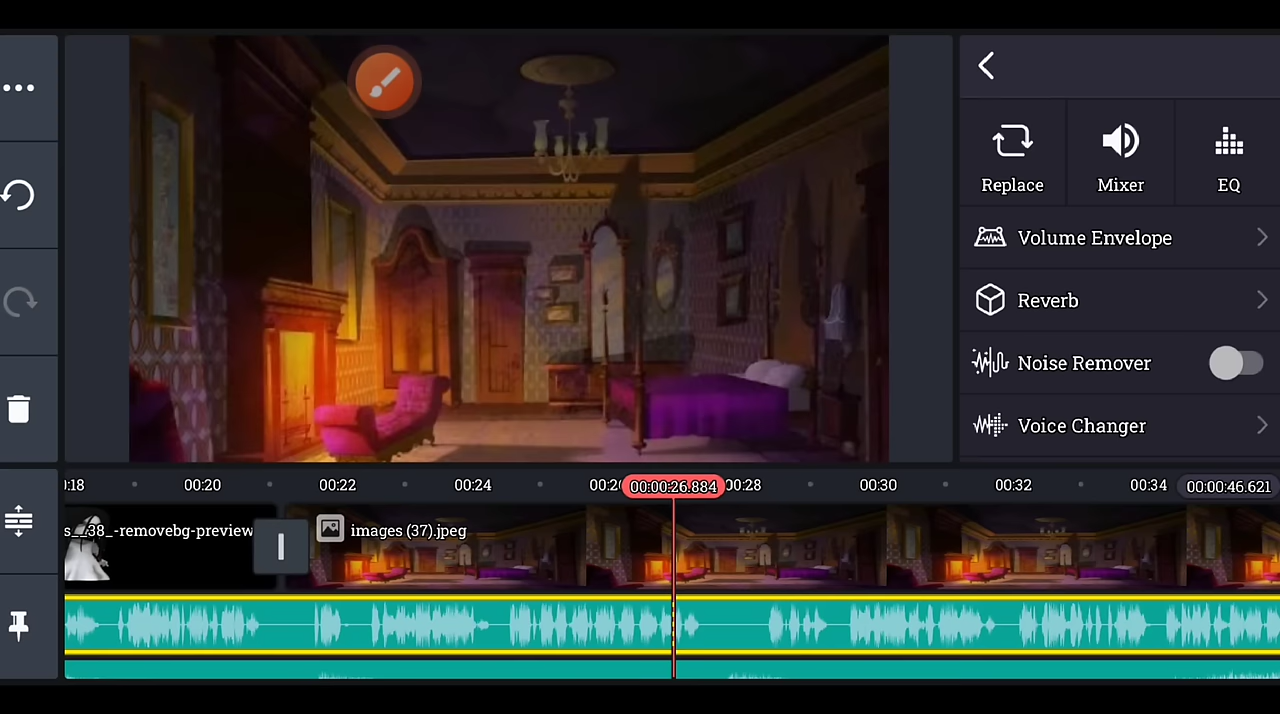 Replace
Mixer
EQ
Volume Envelope
Reverb
Noise Remover
Voice Changer
:18
00:20
00:22
00:24
00:2
00:00:26.884
00:28
00:30
00:32
00:34
00:00:46.621
s__38_-removebg-preview
images (37).jpeg